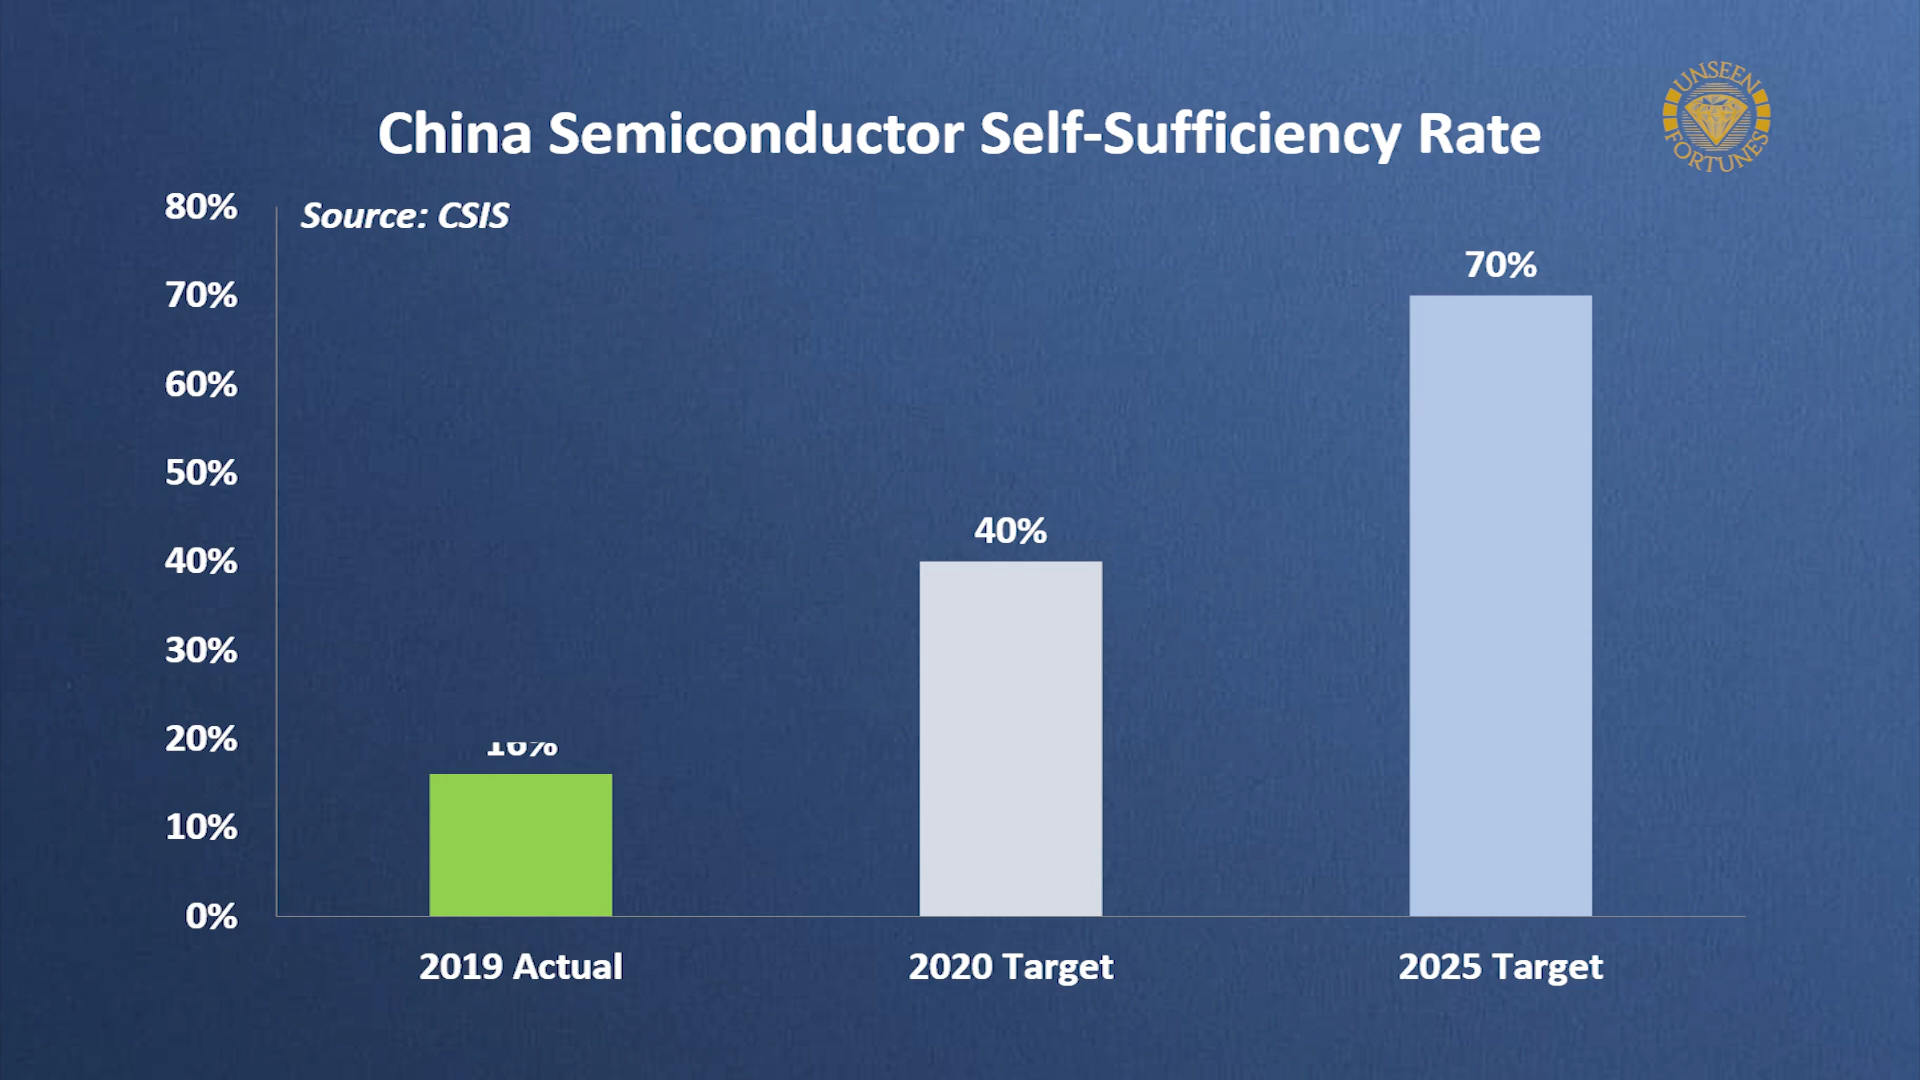 UNSEEN
FORTUNES
China Semiconductor Self-Sufficiency Rate
Source: CSIS
80%
70%
60%
50%
40%
30%
20%
10%
0%
16%
40%
70%
2019 Actual
2020 Target
2025 Target